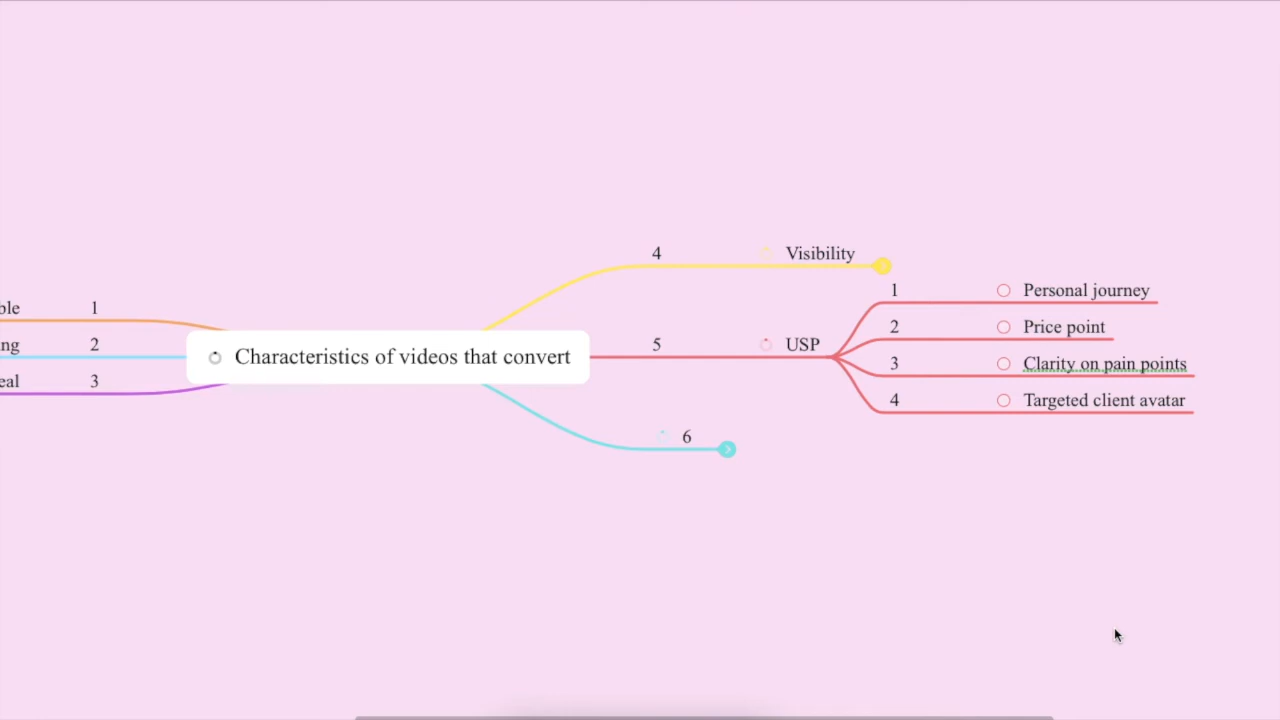 ble 1
ng 2
eal 3
Characteristics of videos that convert
4 Visibility
5 USP
1 Personal journey
2 Price point
3 Clarity on pain points
4 Targeted client avatar
6